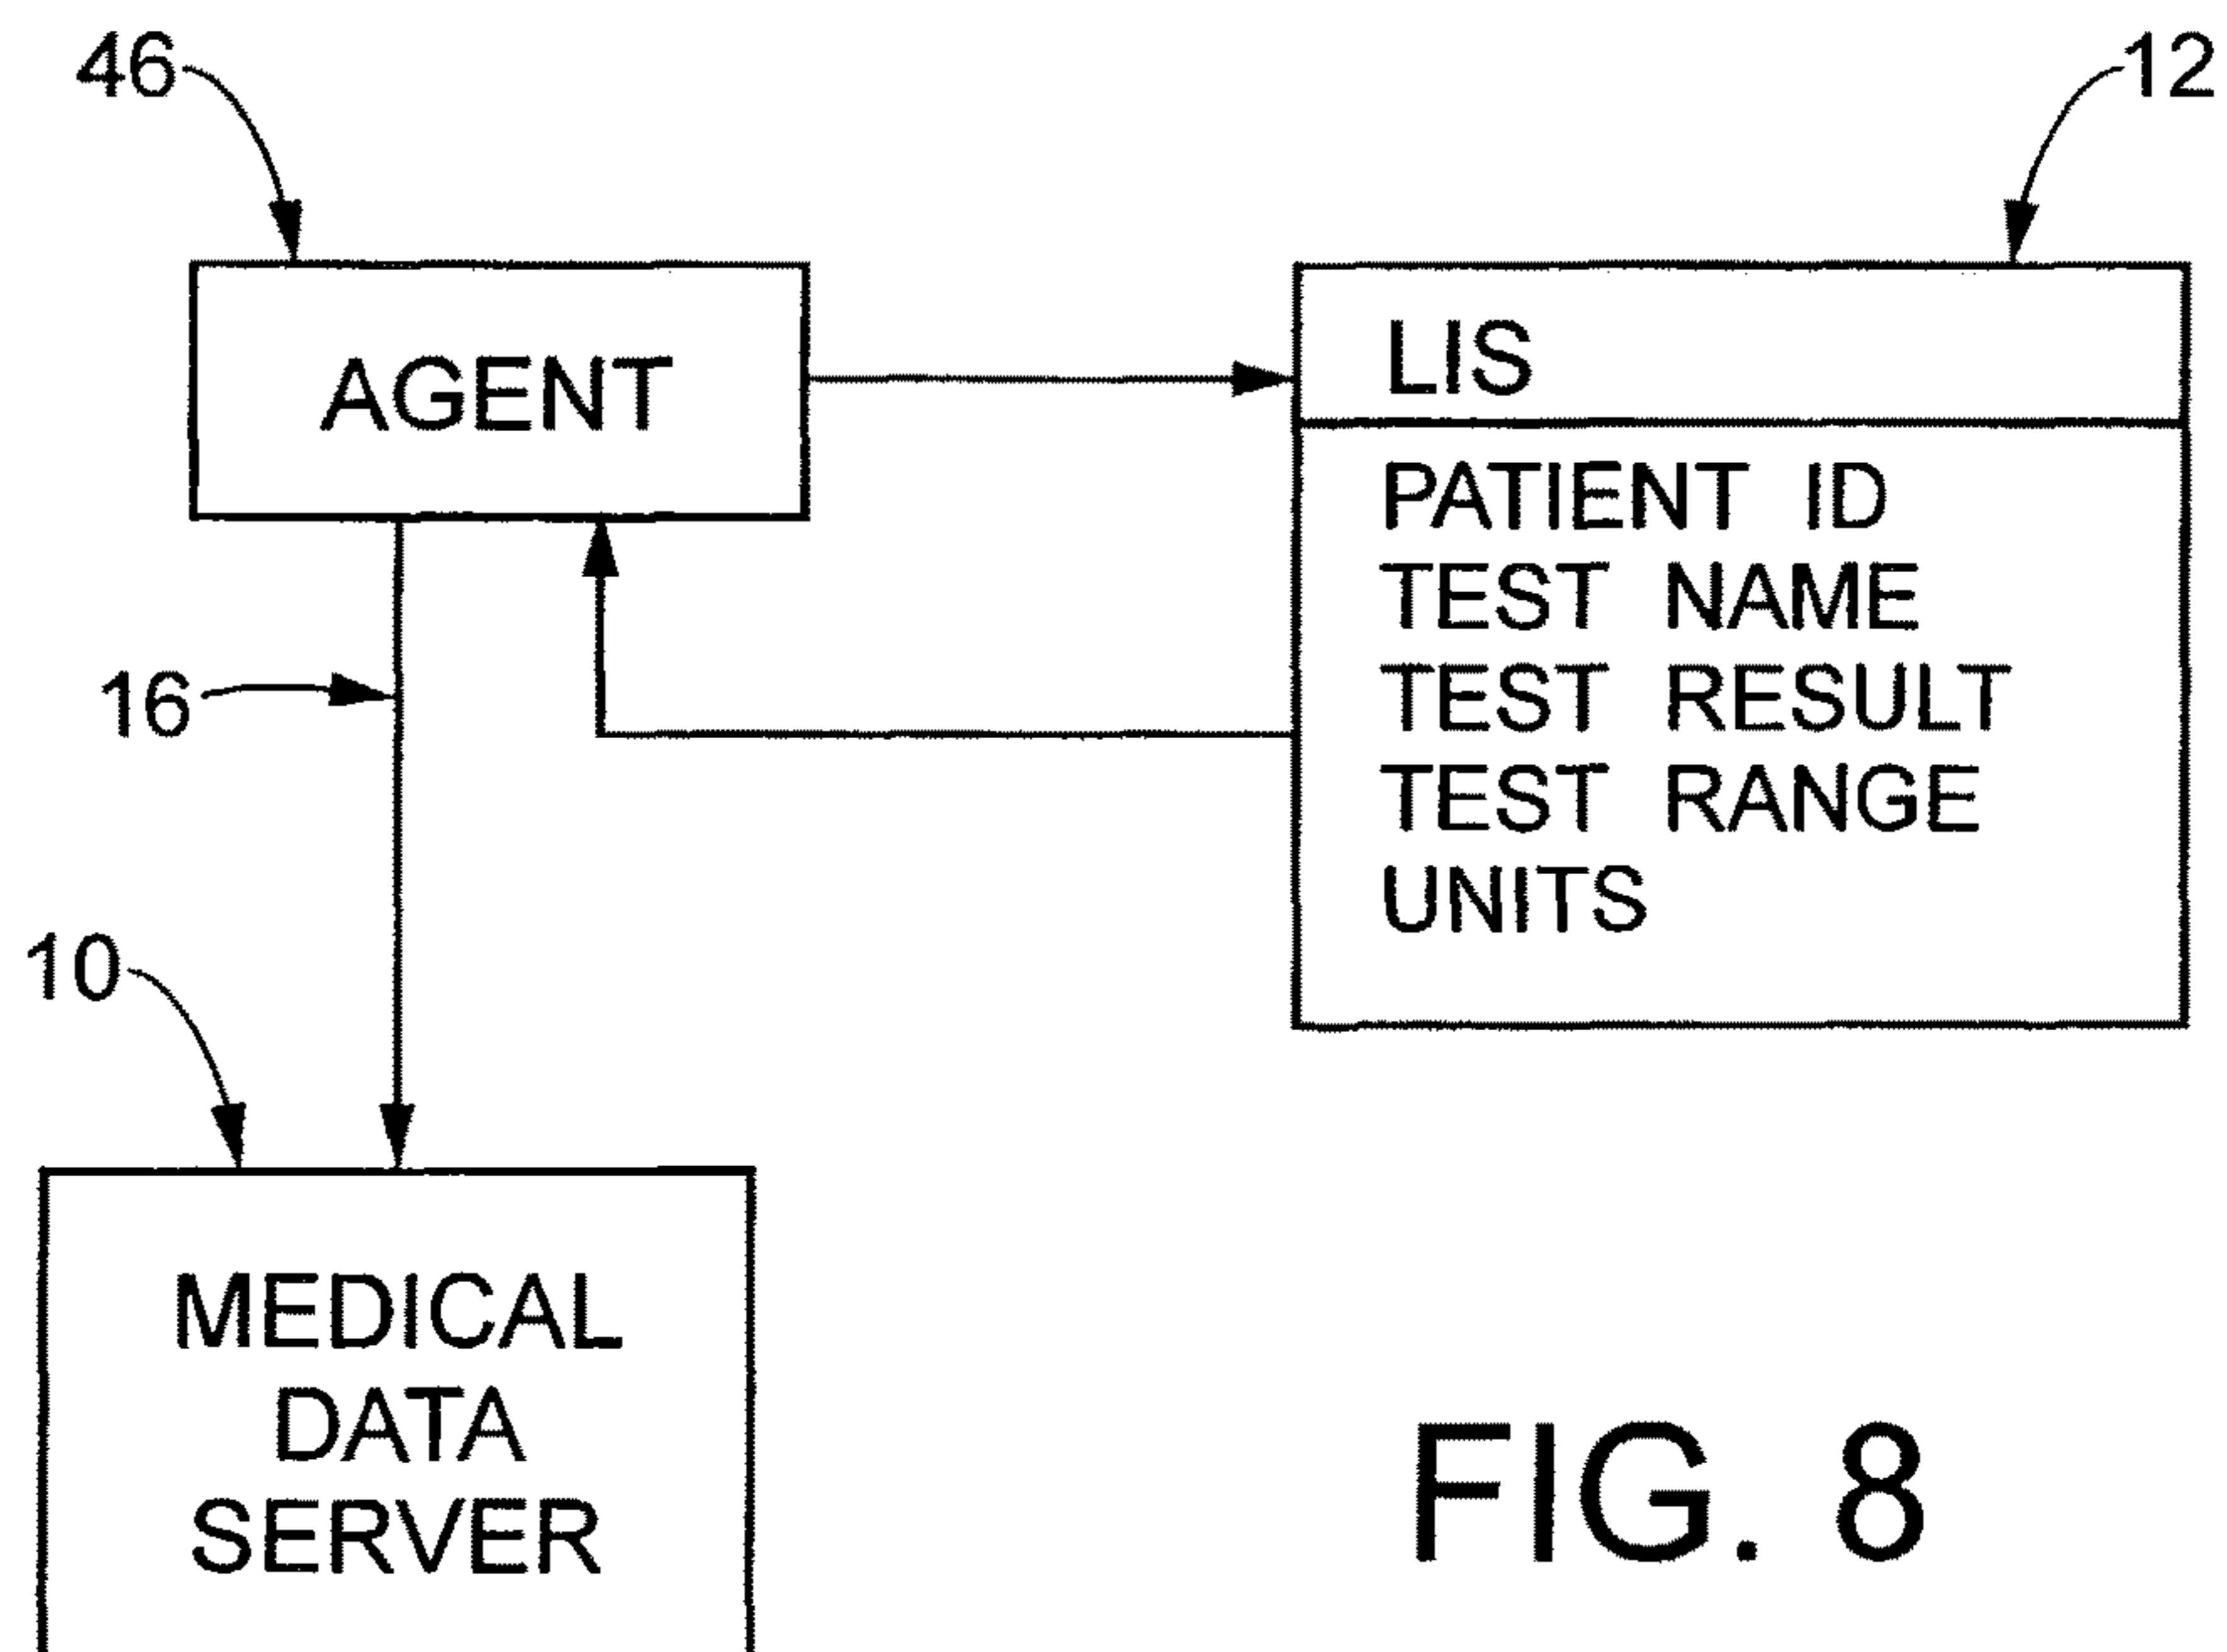 46
12
AGENT
LIS
PATIENT ID
TEST NAME
TEST RESULT
TEST RANGE
UNITS
16
10
MEDICAL
DATA
SERVER
FIG. 8